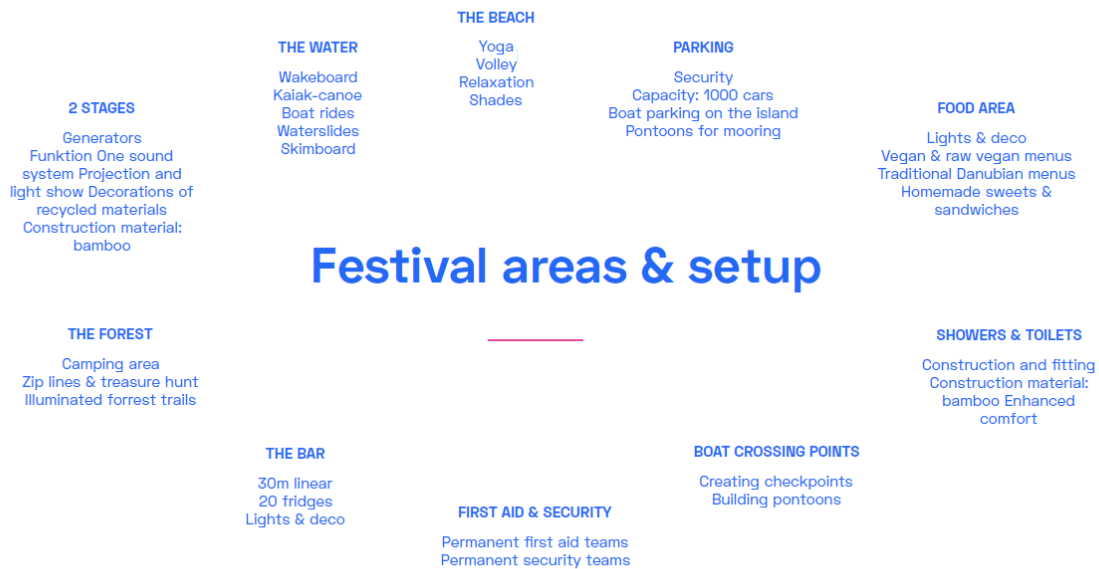 THE BEACH
Yoga
Volley
Relaxation
Shades
THE WATER
Wakeboard
Kaiak-canoe
Boat rides
Waterslides
Skimboard
PARKING
Security
Capacity: 1000 cars
Boat parking on the island
Pontoons for mooring
2 STAGES
Generators
Funktion One sound
system Projection and
light show Decorations of
recycled materials
Construction material:
bamboo
FOOD AREA
Lights & deco
Vegan & raw vegan menus
Traditional Danubian menus
Homemade sweets &
sandwiches
Festival areas & setup
THE FOREST
Camping area
Zip lines & treasure hunt
Illuminated forrest trails
SHOWERS & TOILETS
Construction and fitting
Construction material:
bamboo Enhanced
comfort
THE BAR
30m linear
20 fridges
Lights & deco
BOAT CROSSING POINTS
Creating checkpoints
Building pontoons
FIRST AID & SECURITY
Permanent first aid teams
Permanent security teams